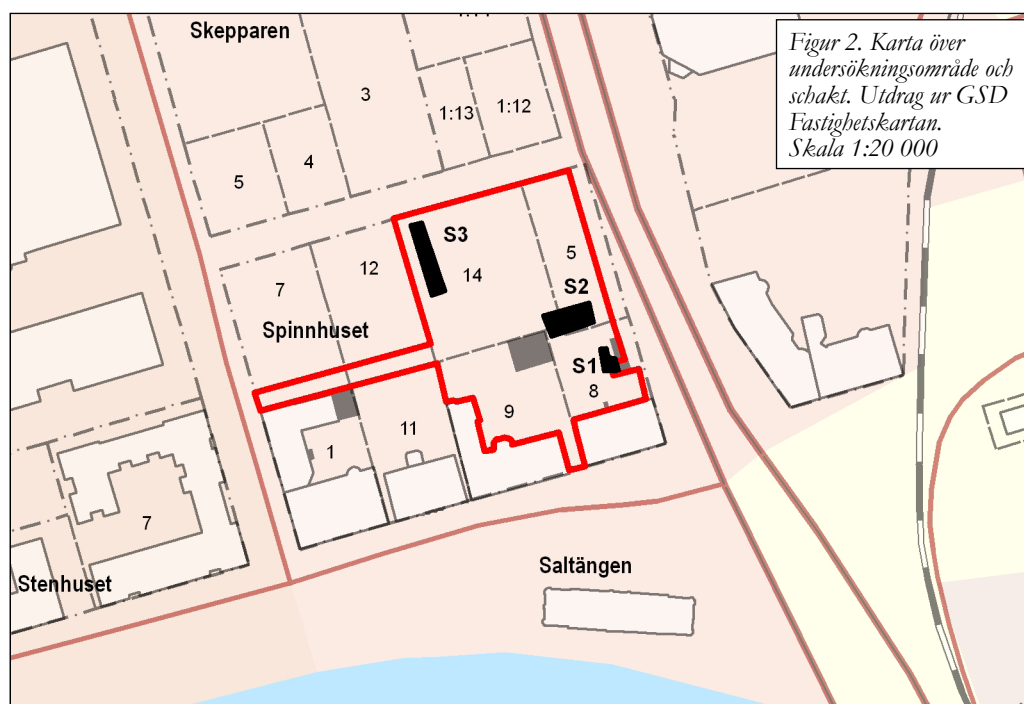 1:14
Skepparen
Figur 2. Karta över
undersökningsområde och
schakt. Utdrag ur GSD
Fastighetskartan.
Skala 1:20 000
3
1:13
1:12
4
5
S3
5
12
14
7
S2
Spinnhuset
S1
8
9
11
1
7
Saltängen
Stenhuset